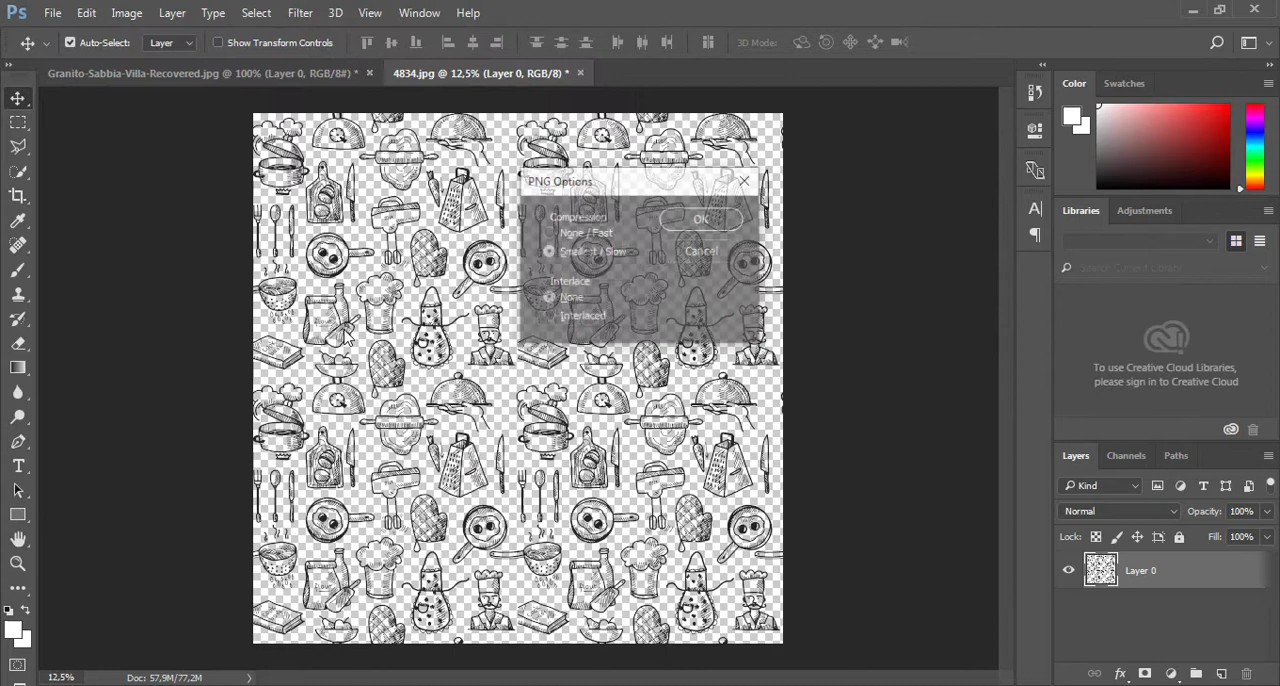 Ps File Edit Image Layer Type Select Filter 3D View Window Help
Auto-Select: Layer Show Transform Controls 3D Mode:
Granito-Sabbia-Villa-Recovered.jpg @ 100% (Layer 0, RGB/8#) * × 4834.jpg @ 12,5% (Layer 0, RGB/8) * ×
Color Swatches
PNG Options
Compression
OK
None / Fast
Smallest / Slow
Cancel
Interlace
None
Interlaced
Libraries Adjustments
Search Current Library
To use Creative Cloud Libraries,
please sign in to Creative Cloud
Layers Channels Paths
Kind
Normal Opacity: 100%
Lock: Fill: 100%
Layer 0
12,5% Doc: 57,9M/77,2M